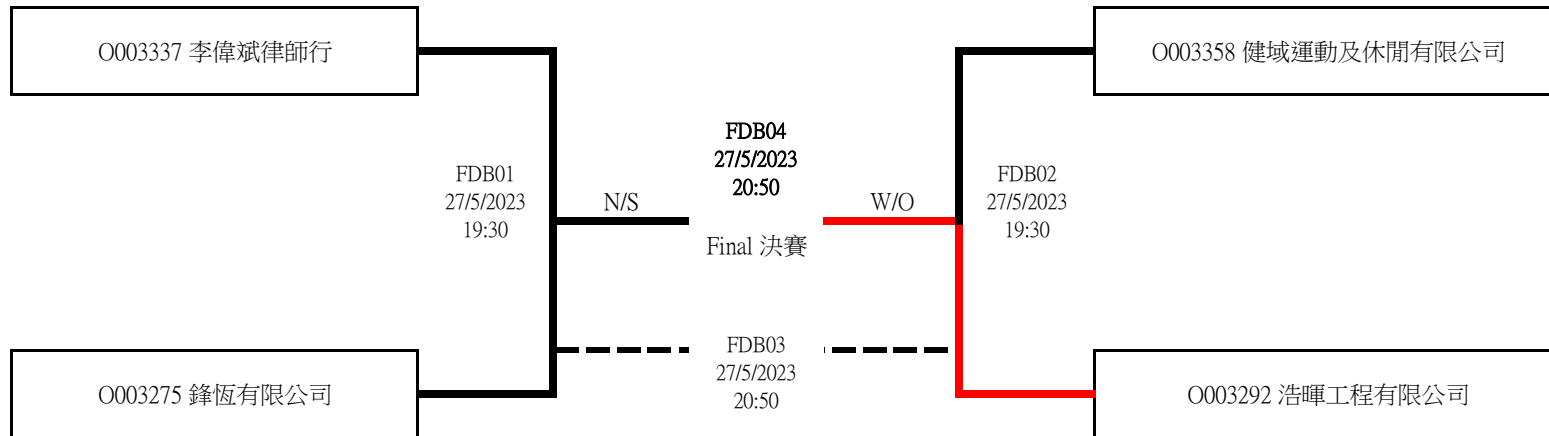 O003337 李偉斌律師行
O003358 健域運動及休閒有限公司
FDB04
27/5/2023
20:50
FDB01
27/5/2023
19:30
N/S
W/O
FDB02
27/5/2023
19:30
Final 決賽
FDB03
27/5/2023
20:50
O003275 鋒恆有限公司
O003292 浩暉工程有限公司